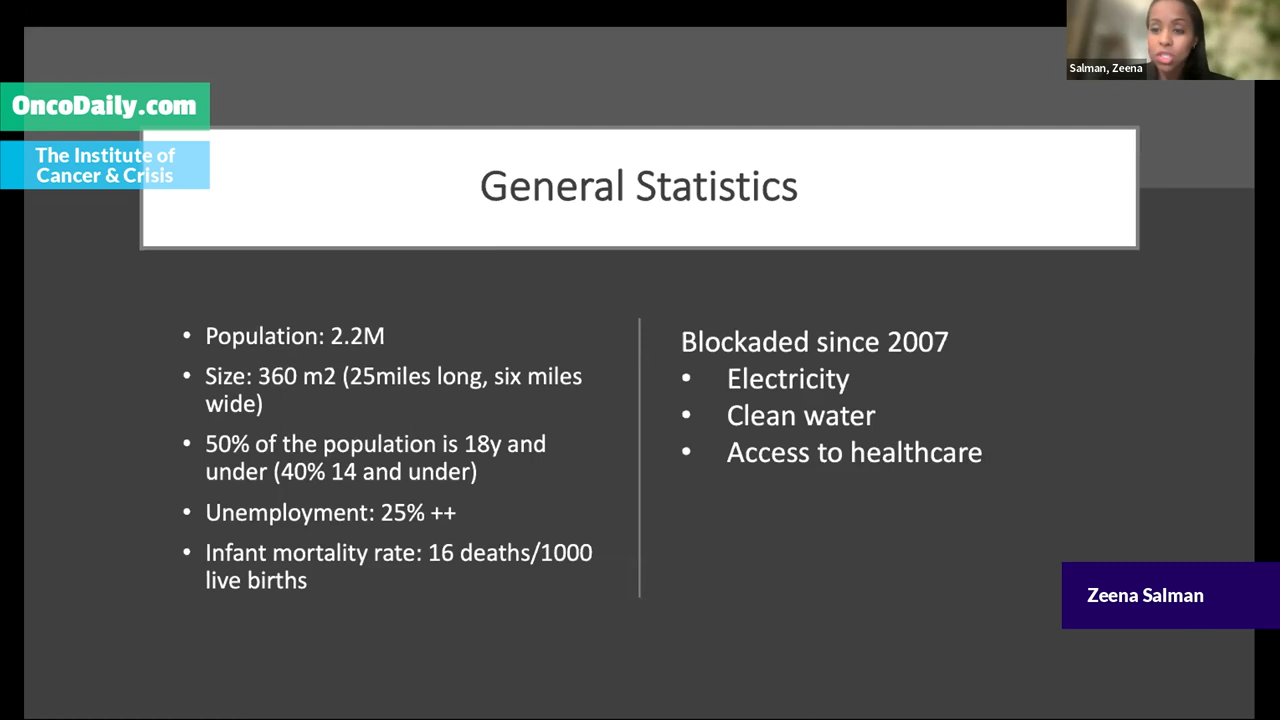 Salman, Zeena
OncoDaily.com
The Institute of
Cancer & Crisis
General Statistics
• Population: 2.2M
• Size: 360 m2 (25miles long, six miles
wide)
• 50% of the population is 18y and
under (40% 14 and under)
• Unemployment: 25% ++
• Infant mortality rate: 16 deaths/1000
live births
Blockaded since 2007
• Electricity
• Clean water
• Access to healthcare
Zeena Salman